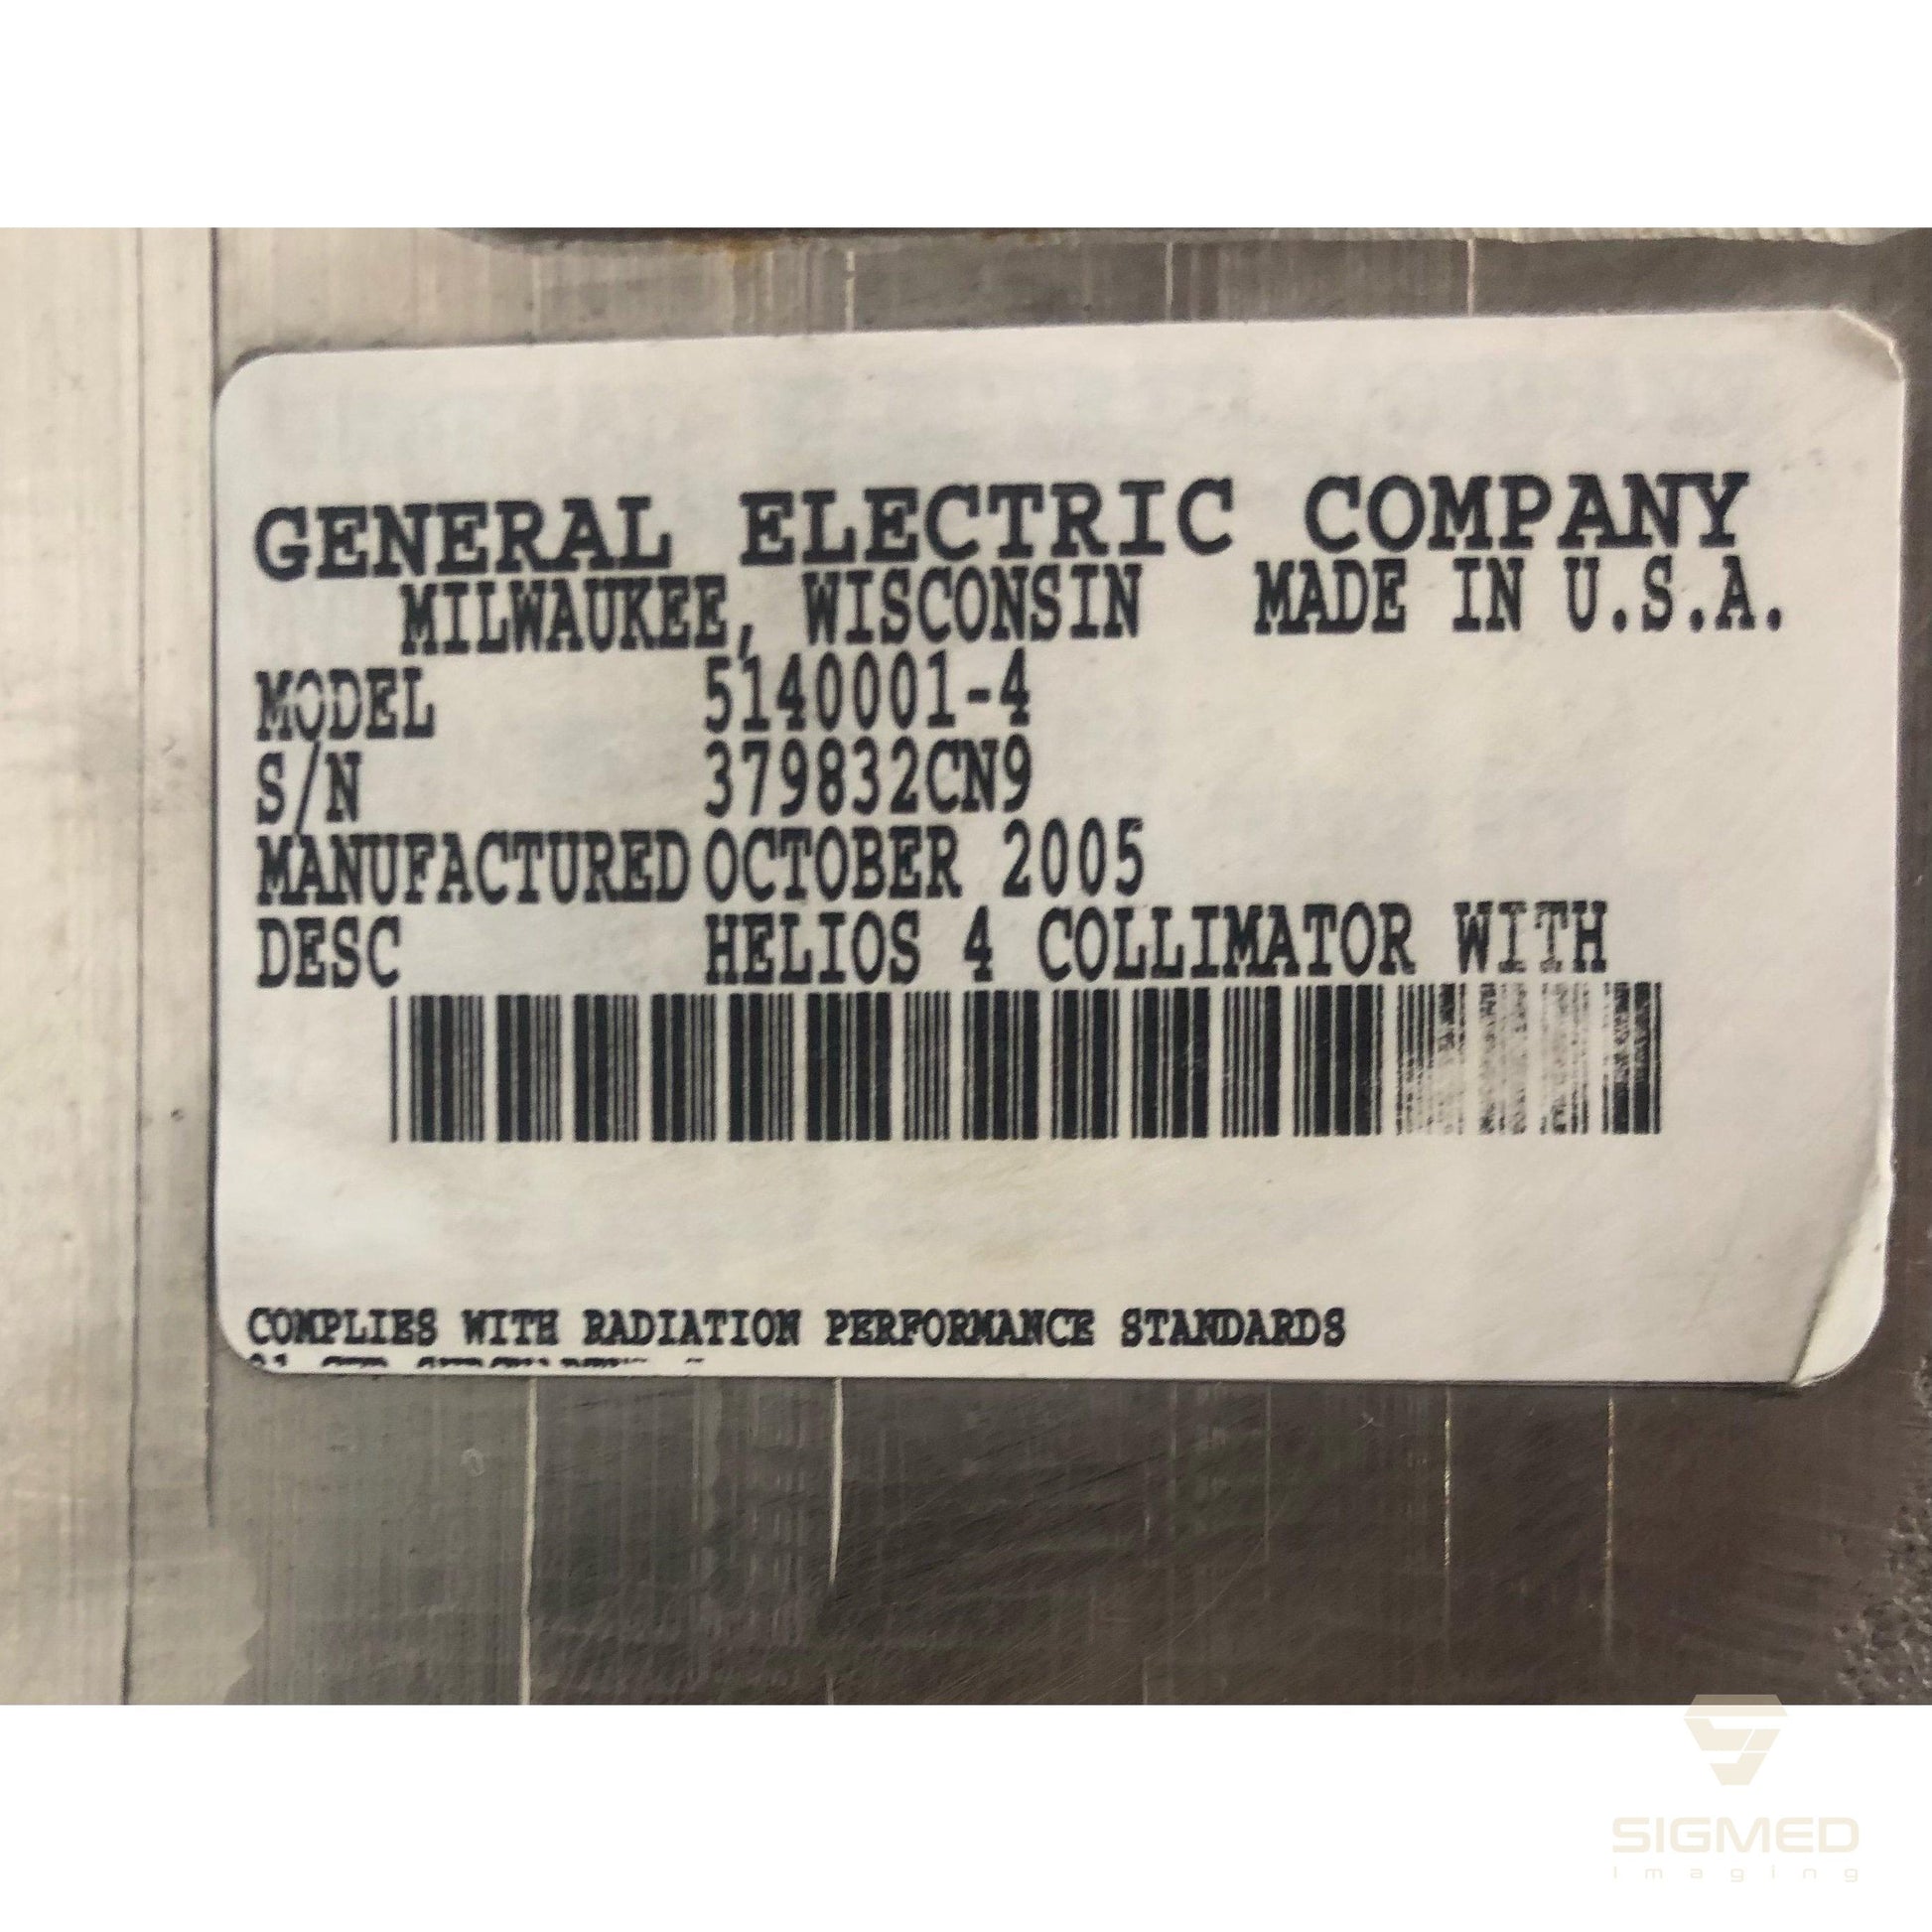 GENERAL ELECTRIC COMPANY
MILWAUKEE, WISCONSIN MADE IN U.S.A.
MODEL 5140001-4
S/N 379832CN9
MANUFACTURED OCTOBER 2005
DESC HELIOS 4 COLLIMATOR WITH
COMPLIES WITH RADIATION PERFORMANCE STANDARDS
SIGMED
imaging